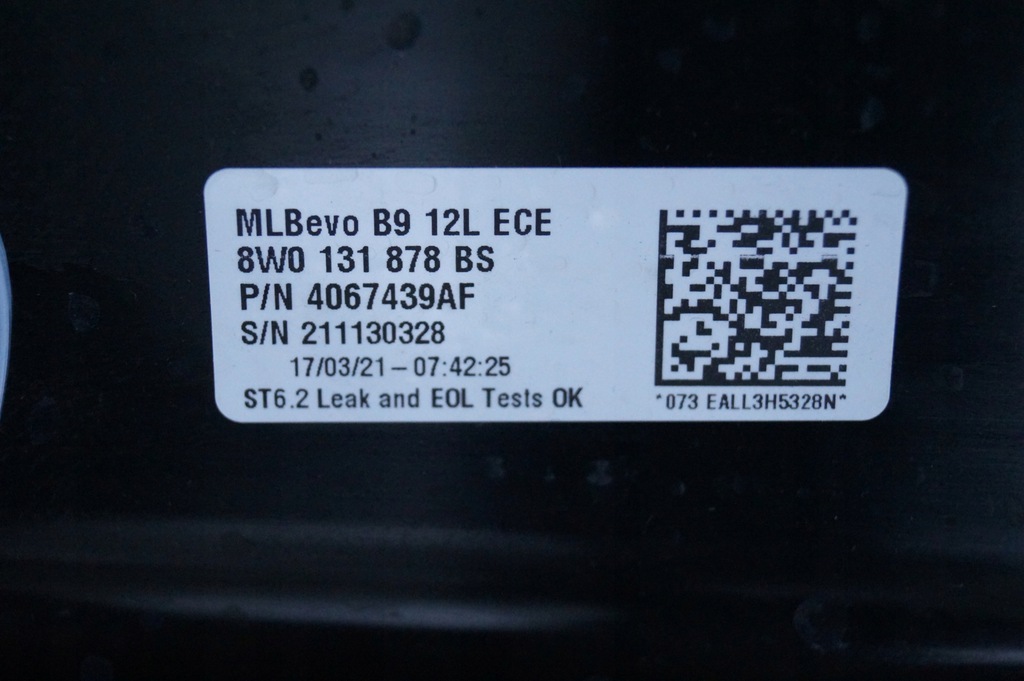 MLBevo B9 12L ECE
8W0 131 878 BS
P/N 4067439AF
S/N 211130328
17/03/21 – 07:42:25
ST6.2 Leak and EOL Tests OK
*073 EALL3H5328N*